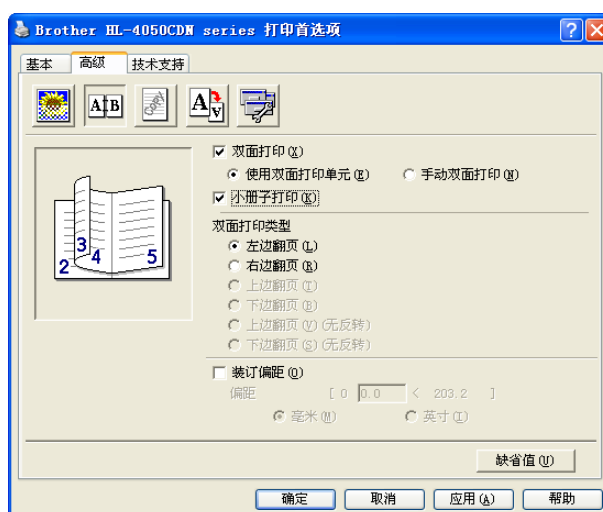 Brother HL-4050CDN series 打印首选项
基本 高级 技术支持
A B A A
双面打印(X)
使用双面打印单元(E) 手动双面打印(N)
小册子打印(K)
双面打印类型
左边翻页(L)
右边翻页(R)
上边翻页(T)
下边翻页(B)
上边翻页(V)(无反转)
下边翻页(S)(无反转)
2 3 4 5
装订偏距(O)
偏距 [ 0 0.0 < 203.2 ]
毫米(M) 英寸(I)
缺省值(U)
确定 取消 应用(A) 帮助